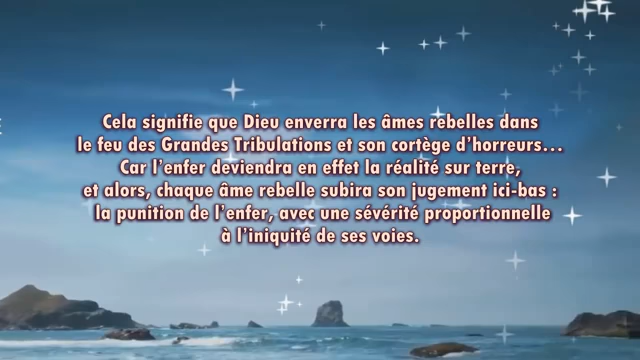 Cela signifie que Dieu enverra les âmes rebelles dans
le feu des Grandes Tribulations et son cortège d'horreurs…
Car l'enfer deviendra en effet la réalité sur terre,
et alors, chaque âme rebelle subira son jugement ici-bas :
la punition de l'enfer, avec une sévérité proportionnelle
à l'iniquité de ses voies.